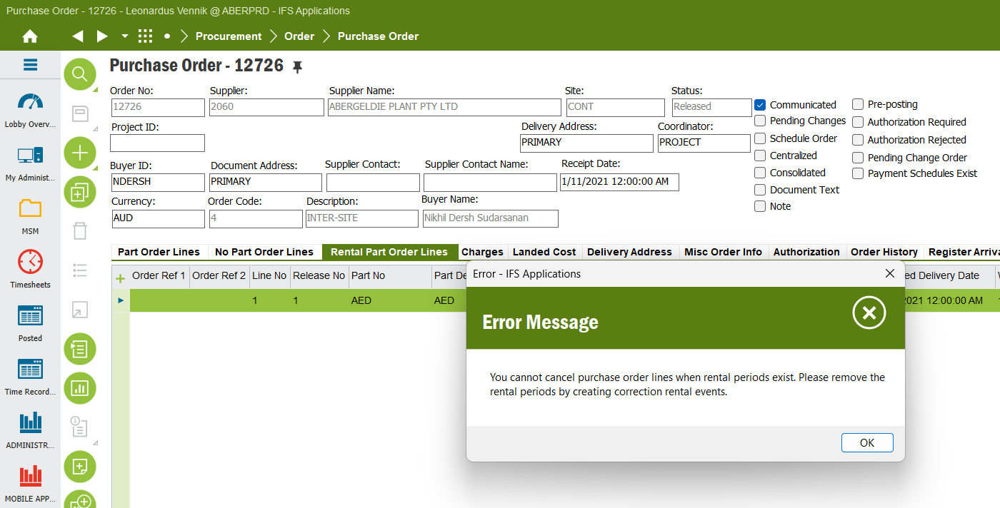 Purchase Order - 12726 - Leonardus Vennik @ ABERPRD - IFS Applications
Procurement Order Purchase Order
Lobby Overv...
My Administ...
MSM
Timesheets
Posted
Time Record...
ADMINISTR...
MOBILE APP...
Purchase Order - 12726
Order No: Supplier: Supplier Name: Site: Status:
12726 2060 ABERGELDIE PLANT PTY LTD CONT Released
Project ID: Delivery Address: Coordinator:
PRIMARY PROJECT
Buyer ID: Document Address: Supplier Contact: Supplier Contact Name: Receipt Date:
NDERSH PRIMARY 1/11/2021 12:00:00 AM
Currency: Order Code: Description: Buyer Name:
AUD 4 INTER-SITE Nikhil Dersh Sudarsanan
Communicated
Pending Changes
Schedule Order
Centralized
Consolidated
Document Text
Note
Pre-posting
Authorization Required
Authorization Rejected
Pending Change Order
Payment Schedules Exist
Part Order Lines No Part Order Lines Rental Part Order Lines Charges Landed Cost Delivery Address Misc Order Info Authorization Order History Register Arriva
Order Ref 1 Order Ref 2 Line No Release No Part No Part De ed Delivery Date
1 1 AED AED 2021 12:00:00 AM
Error - IFS Applications
Error Message
You cannot cancel purchase order lines when rental periods exist. Please remove the
rental periods by creating correction rental events.
OK